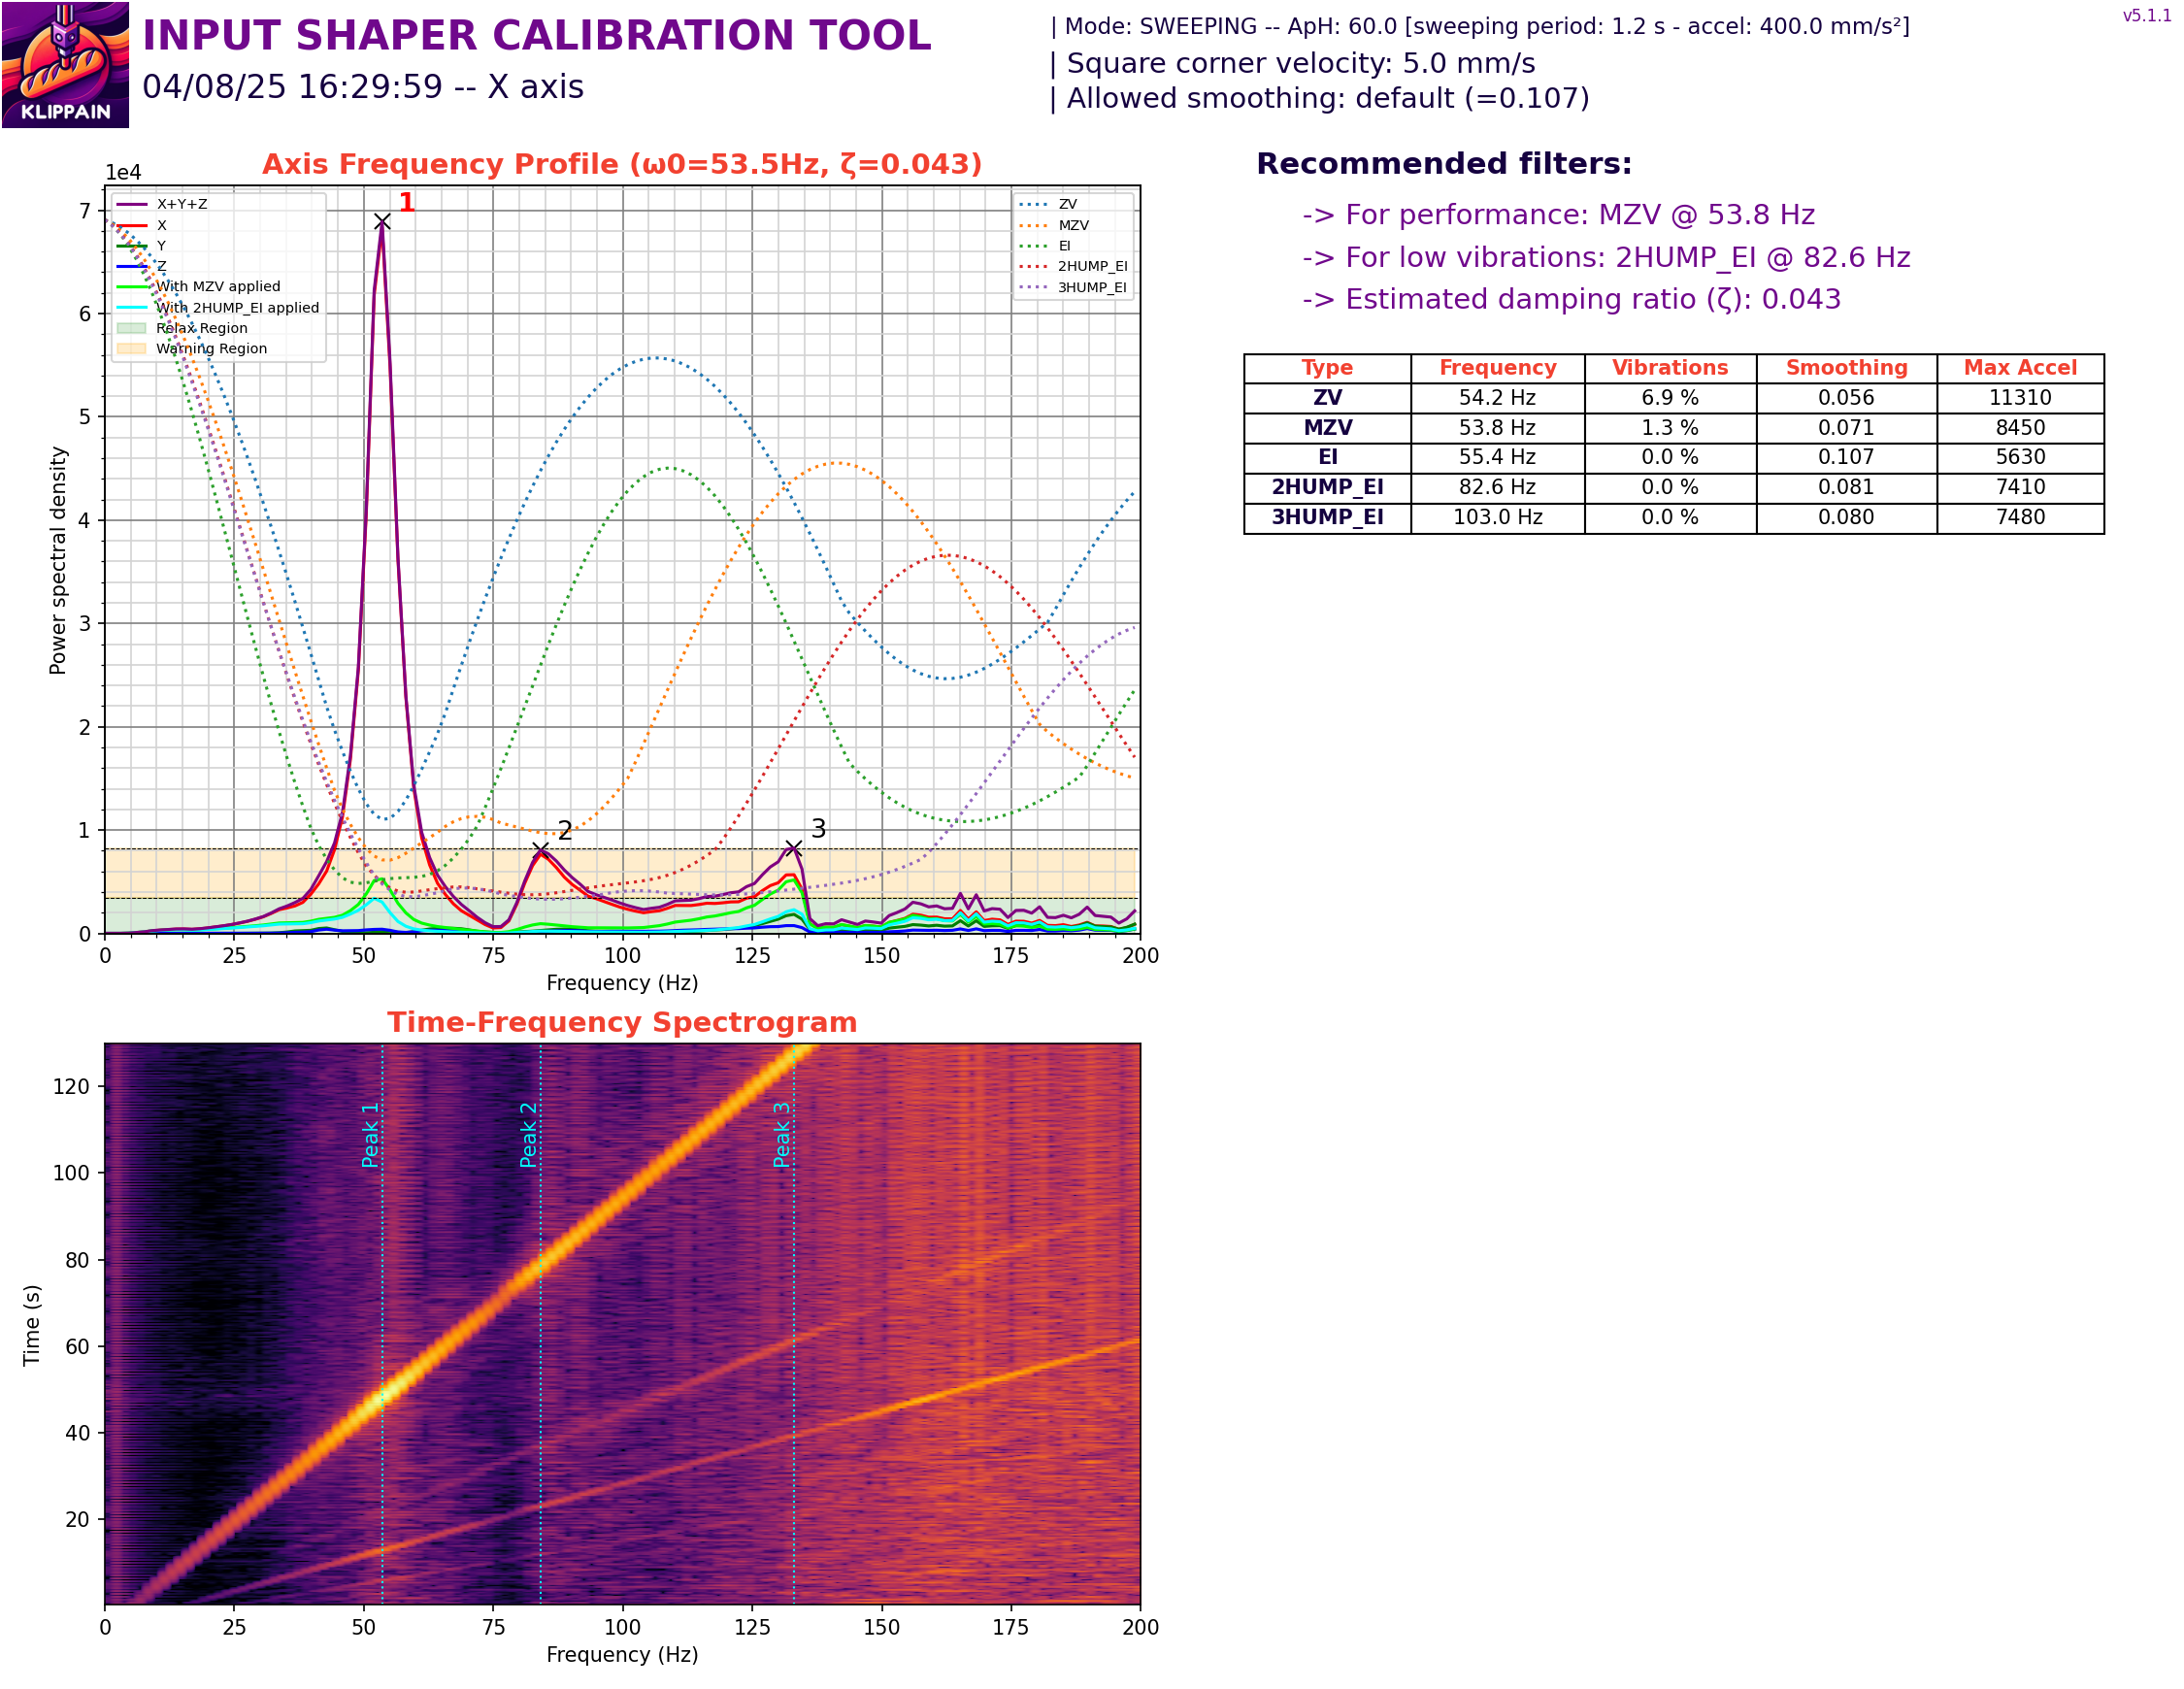 INPUT SHAPER CALIBRATION TOOL
04/08/25 16:29:59 -- X axis
KLIPPAIN
| Mode: SWEEPING -- ApH: 60.0 [sweeping period: 1.2 s - accel: 400.0 mm/s²]
| Square corner velocity: 5.0 mm/s
| Allowed smoothing: default (=0.107)
v5.1.1
Axis Frequency Profile (ω0=53.5Hz, ζ=0.043)
1e4
X+Y+Z
X
Y
Z
With MZV applied
With 2HUMP_EI applied
Relax Region
Warning Region
ZV
MZV
EI
2HUMP_EI
3HUMP_EI
1
2
3
7
6
5
4
3
2
1
0
Power spectral density
0 25 50 75 100 125 150 175 200
Frequency (Hz)
Recommended filters:
-> For performance: MZV @ 53.8 Hz
-> For low vibrations: 2HUMP_EI @ 82.6 Hz
-> Estimated damping ratio (ζ): 0.043
Type Frequency Vibrations Smoothing Max Accel
ZV 54.2 Hz 6.9 % 0.056 11310
MZV 53.8 Hz 1.3 % 0.071 8450
EI 55.4 Hz 0.0 % 0.107 5630
2HUMP_EI 82.6 Hz 0.0 % 0.081 7410
3HUMP_EI 103.0 Hz 0.0 % 0.080 7480
Time-Frequency Spectrogram
Peak 1
Peak 2
Peak 3
120
100
80
60
40
20
Time (s)
0 25 50 75 100 125 150 175 200
Frequency (Hz)